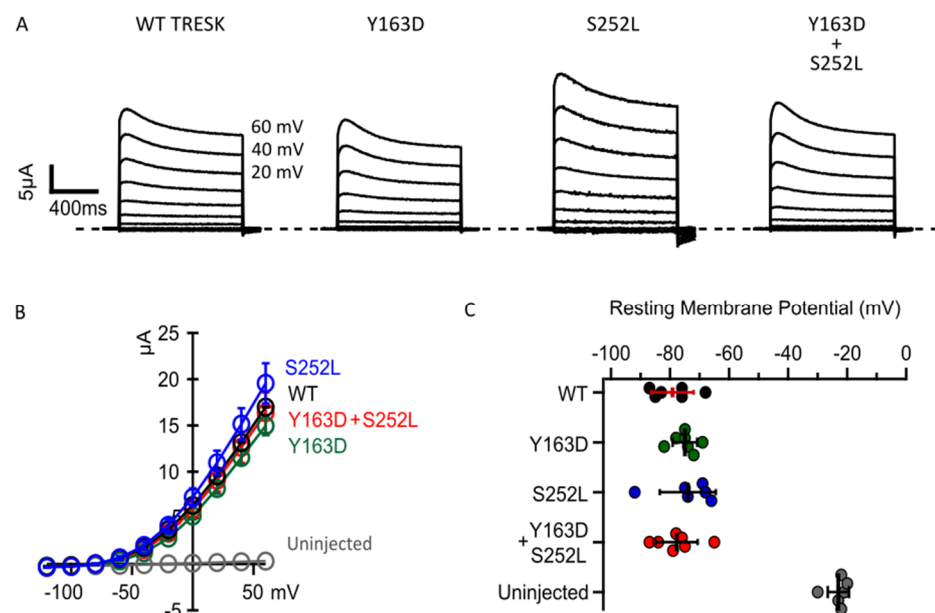 A
WT TRESK
Y163D
S252L
Y163D
+
S252L
60 mV
40 mV
20 mV
5µA
400ms
B
µA
25
20
15
10
5
-5
-100
-50
50 mV
S252L
WT
Y163D+S252L
Y163D
Uninjected
C
Resting Membrane Potential (mV)
-100 -80 -60 -40 -20 0
WT
Y163D
S252L
Y163D
+
S252L
Uninjected